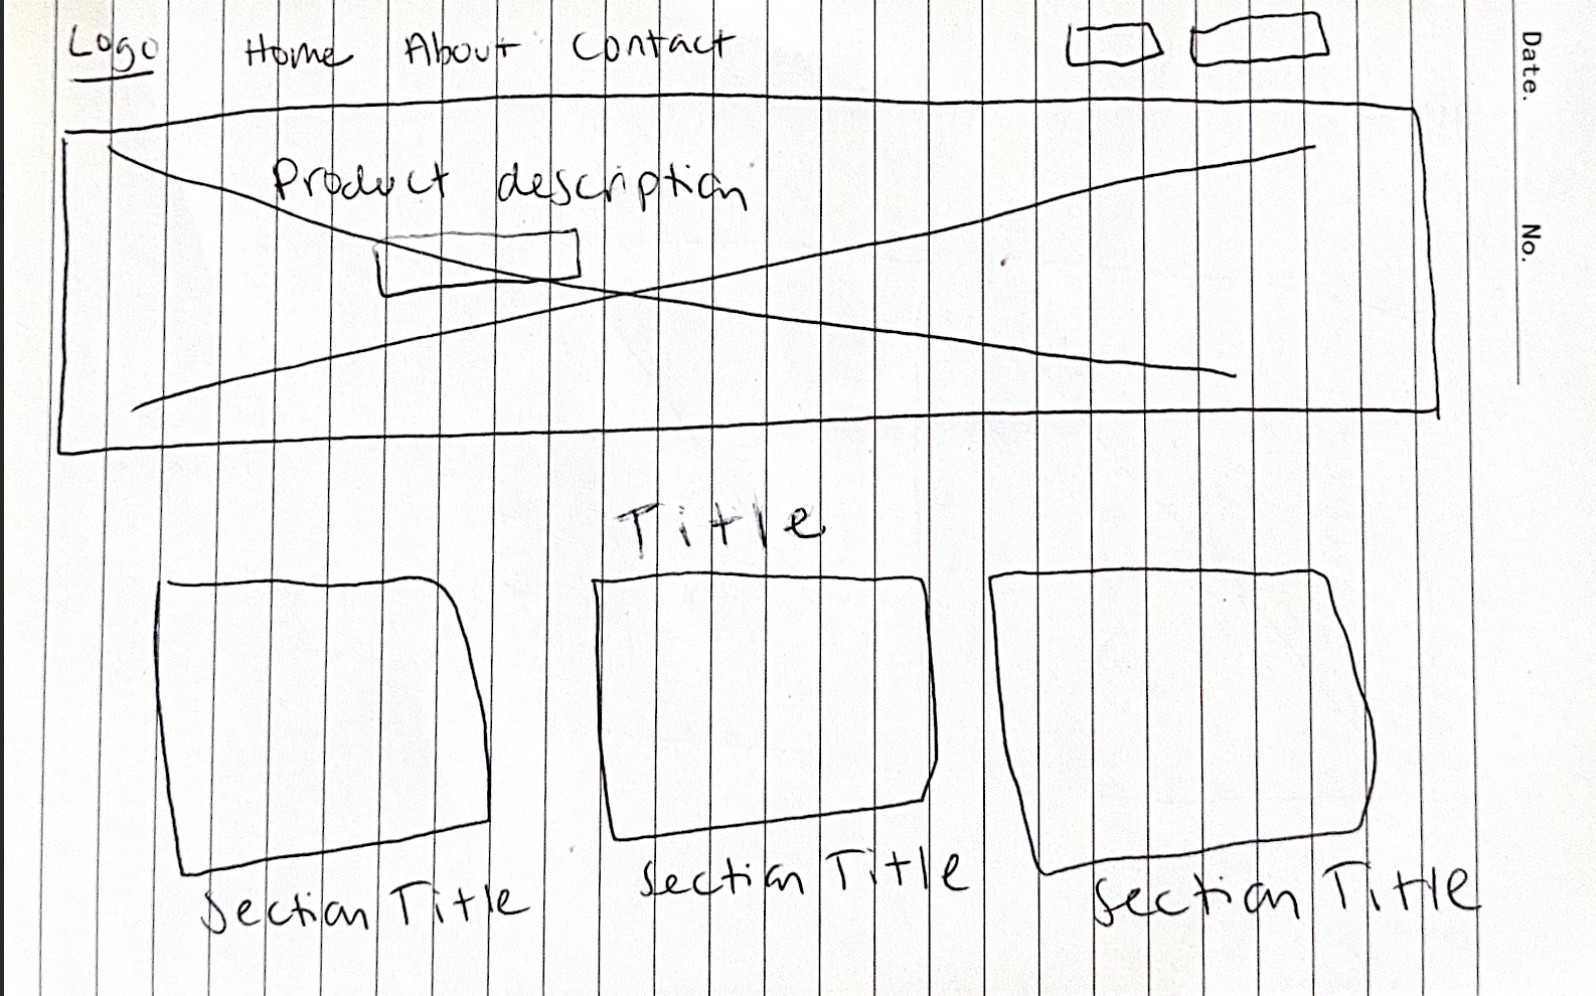 Logo Home About Contact
Product description
Title
Section Title Section Title Section Title
Date.
No.